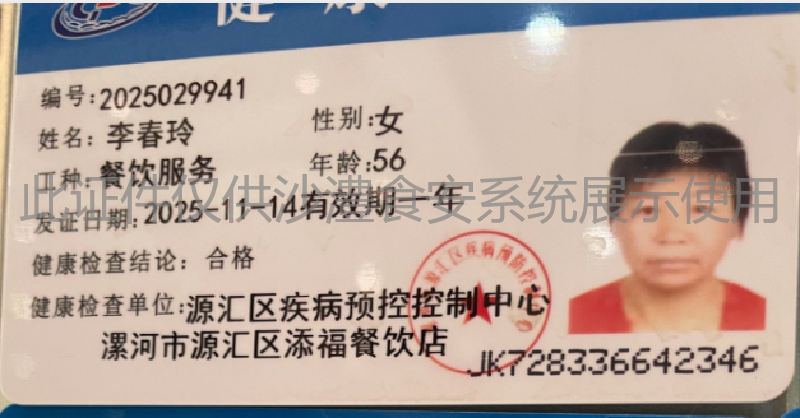 健康
编号:2025029941
姓名:李春玲 性别:女
工种:餐饮服务 年龄:56
此证件仅供沙澧食安系统展示使用
发证日期:2025-11-14有效期一年
健康检查结论:合格
健康检查单位:源汇区疾病预控控制中心
漯河市源汇区添福餐饮店
JK728336642346